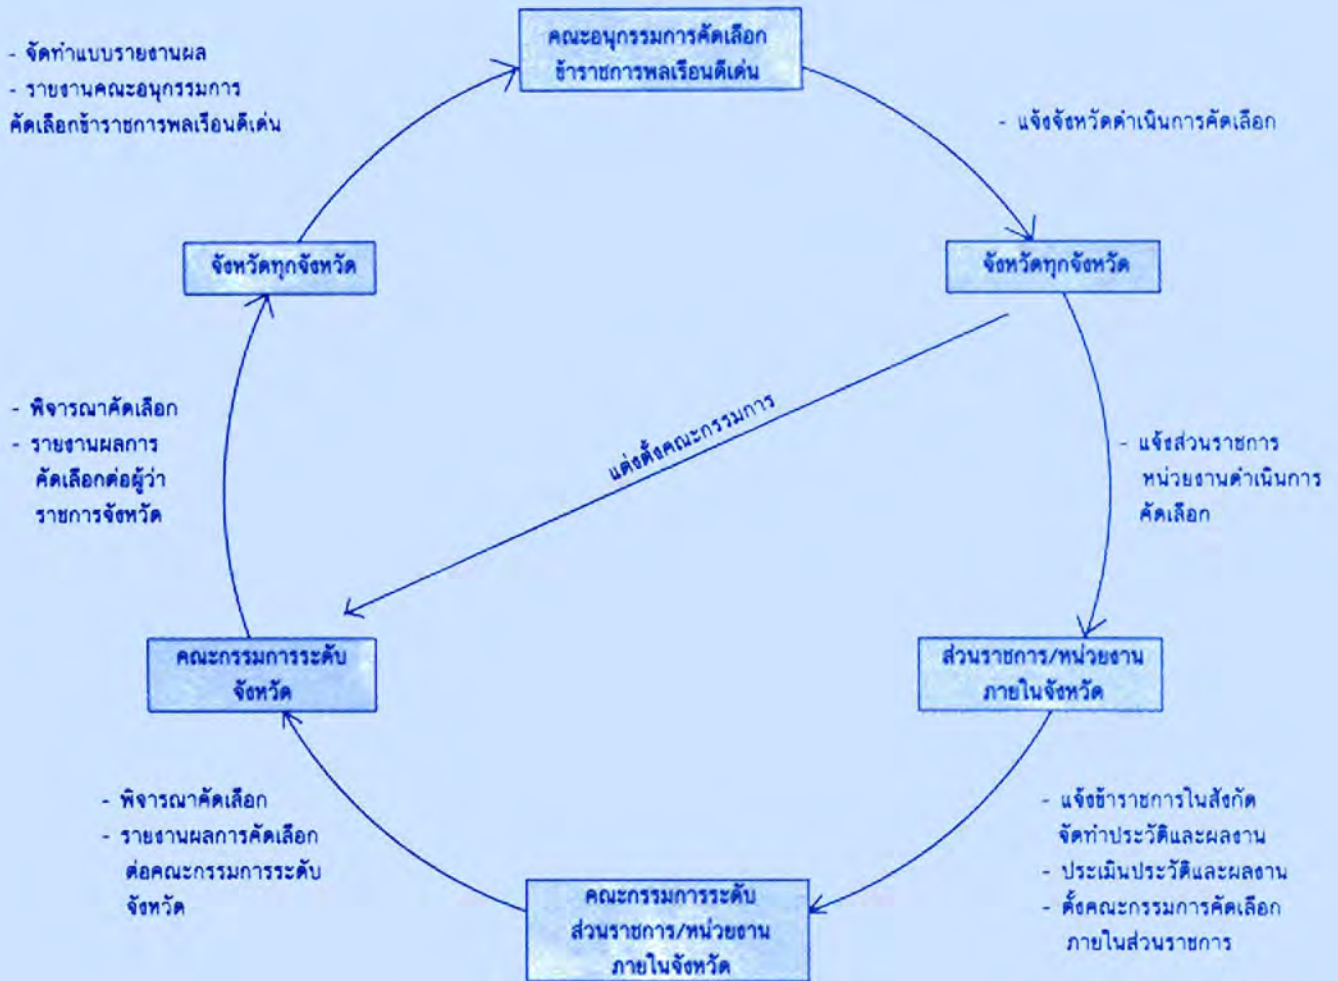 คณะอนุกรรมการคัดเลือก
ข้าราชการพลเรือนดีเด่น
- แจ้งจังหวัดดำเนินการคัดเลือก
จังหวัดทุกจังหวัด
แต่งตั้งคณะกรรมการ
- แจ้งส่วนราชการ
หน่วยงานดำเนินการ
คัดเลือก
ส่วนราชการ/หน่วยงาน
ภายในจังหวัด
- แจ้งข้าราชการในสังกัด
จัดทำประวัติและผลงาน
- ประเมินประวัติและผลงาน
- ตั้งคณะกรรมการคัดเลือก
ภายในส่วนราชการ
คณะกรรมการระดับ
ส่วนราชการ/หน่วยงาน
ภายในจังหวัด
- พิจารณาคัดเลือก
- รายงานผลการคัดเลือก
ต่อคณะกรรมการระดับ
จังหวัด
คณะกรรมการระดับ
จังหวัด
- พิจารณาคัดเลือก
- รายงานผลการ
คัดเลือกต่อผู้ว่า
ราชการจังหวัด
จังหวัดทุกจังหวัด
- จัดทำแบบรายงานผล
- รายงานคณะอนุกรรมการ
คัดเลือกข้าราชการพลเรือนดีเด่น